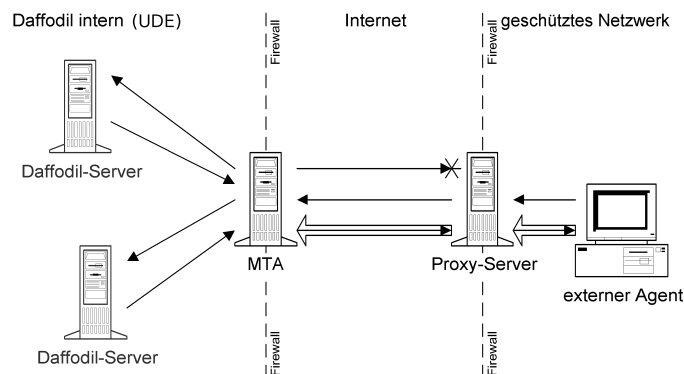 Daffodil intern (UDE)
Internet
geschütztes Netzwerk
Firewall
Firewall
Daffodil-Server
MTA
Proxy-Server
externer Agent
Daffodil-Server
Firewall
Firewall